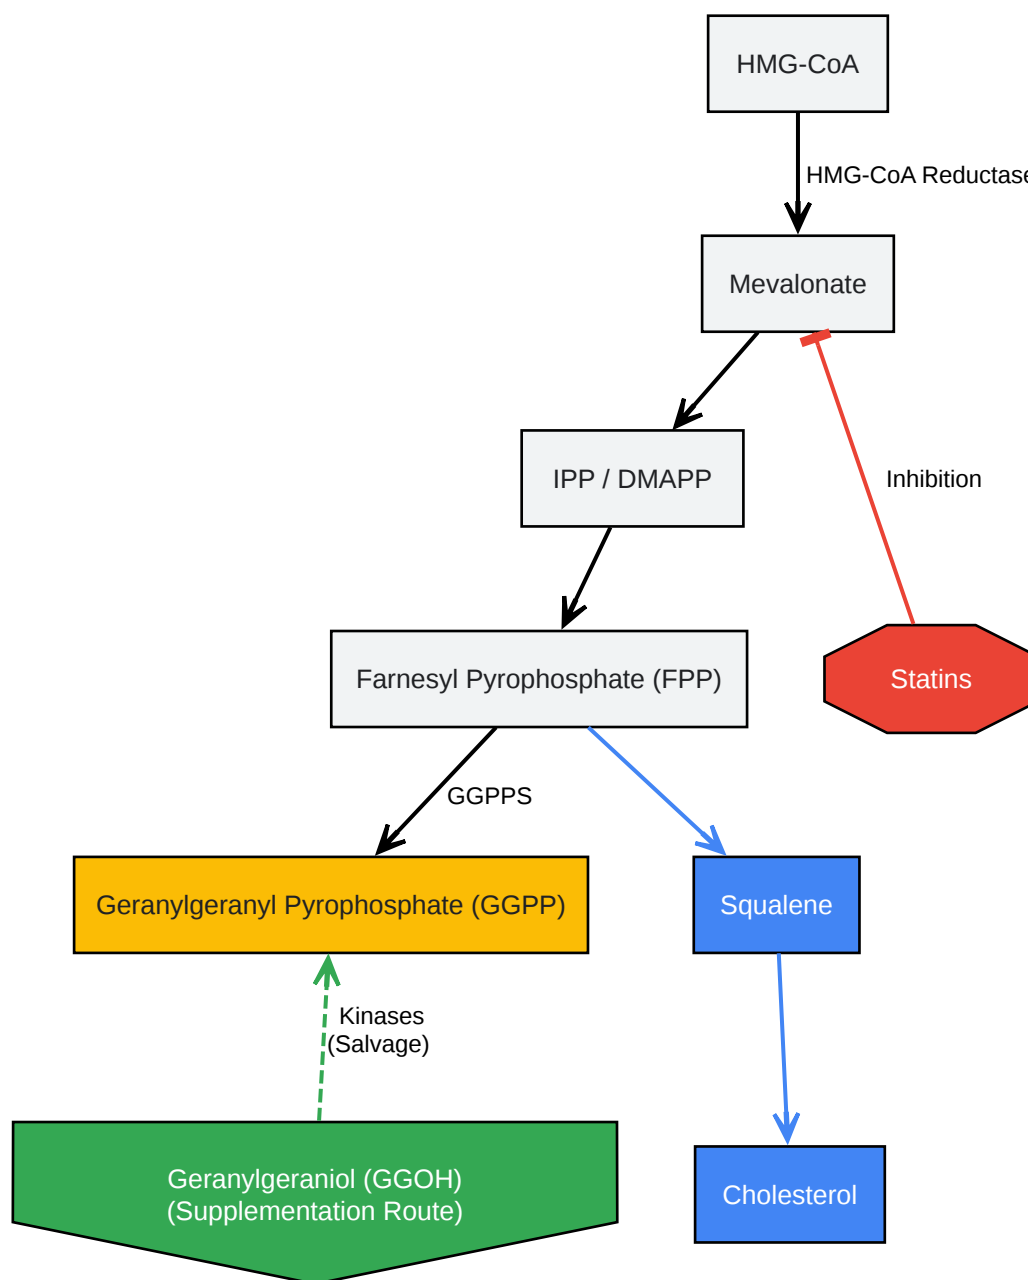 HMG-CoA
HMG-CoA Reductase
Mevalonate
IPP / DMAPP
Inhibition
Farnesyl Pyrophosphate (FPP)
Statins
GGPPS
Geranylgeranyl Pyrophosphate (GGPP)
Squalene
Kinases
(Salvage)
Geranylgeraniol (GGOH)
(Supplementation Route)
Cholesterol